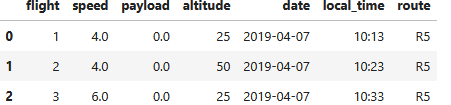 flight speed payload altitude date local_time route
0 1 4.0 0.0 25 2019-04-07 10:13 R5
1 2 4.0 0.0 50 2019-04-07 10:23 R5
2 3 6.0 0.0 25 2019-04-07 10:33 R5